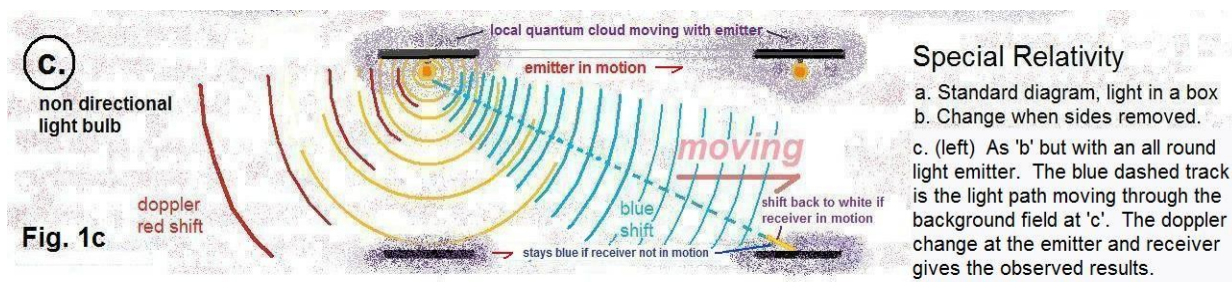 c.
non directional
light bulb
local quantum cloud moving with emitter
emitter in motion
doppler
red shift
Fig. 1c
moving
blue
shift
shift back to white if
receiver in motion
stays blue if receiver not in motion
Special Relativity
a. Standard diagram, light in a box
b. Change when sides removed.
c. (left) As 'b' but with an all round
light emitter. The blue dashed track
is the light path moving through the
background field at 'c'. The doppler
change at the emitter and receiver
gives the observed results.